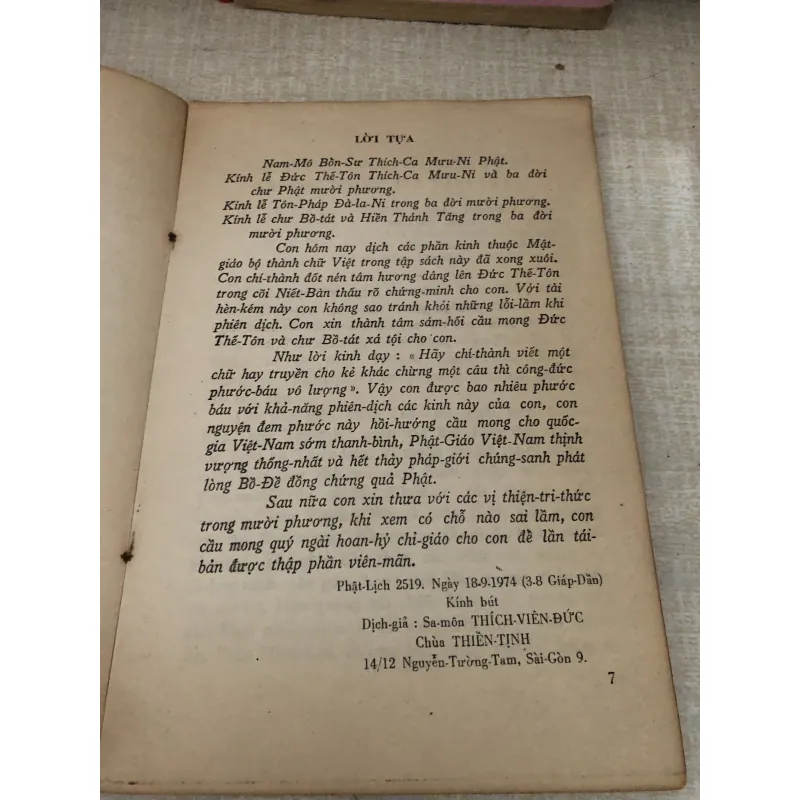 LỜI TỰA
Nam-Mô Bổn-Sư Thích-Ca Mưu-Ni Phật.
Kính lễ Đức Thế-Tôn Thích-Ca Mưu-Ni và ba đời
chư Phật mười phương.
Kính lễ Tôn-Pháp Đà-la-Ni trong ba đời mười phương.
Kính lễ chư Bồ-tát và Hiền Thánh Tăng trong ba đời
mười phương.
Con hôm nay dịch các phần kinh thuộc Mật-
giáo bộ thành chữ Việt trong tập sách này đã xong xuôi.
Con chí-thành đốt nén tâm hương dâng lên Đức Thế-Tôn
trong cõi Niết-Bàn thấu rõ chứng-minh cho con. Với tài
hèn-kém này con không sao tránh khỏi những lỗi-lầm khi
phiên dịch. Con xin thành tâm sám-hối cầu mong Đức
Thế-Tôn và chư Bồ-tát xá tội cho con.
Như lời kinh dạy : « Hãy chí-thành viết một
chữ hay truyền cho kẻ khác chừng một câu thì công-đức
phước-báu vô lượng ». Vậy con được bao nhiêu phước
báu với khả-năng phiên-dịch các kinh này của con, con
nguyện đem phước này hồi-hướng cầu mong cho quốc-
gia Việt-Nam sớm thanh-bình, Phật-Giáo Việt-Nam thịnh
vượng thống-nhất và hết thảy pháp-giới chúng-sanh phát
lòng Bồ-Đề đồng chứng quả Phật.
Sau nữa con xin thưa với các vị thiện-tri-thức
trong mười phương, khi xem có chỗ nào sai lầm, con
cầu mong quý ngài hoan-hỷ chỉ-giáo cho con để lần tái-
bản được thập phần viên-mãn.
Phật-Lịch 2519. Ngày 18-9-1974 (3-8 Giáp-Dần)
Kính bút
Dịch-giả : Sa-môn THÍCH-VIÊN-ĐỨC
Chùa THIỀN-TỊNH
14/12 Nguyễn-Tường-Tam, Sài-Gòn 9.
7